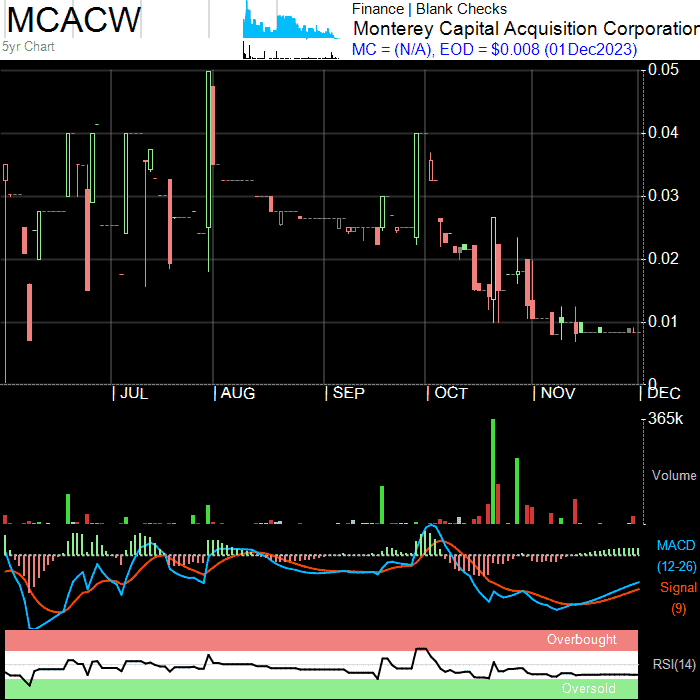 MCACW
5yr Chart
Finance | Blank Checks
Monterey Capital Acquisition Corporation
MC = (N/A), EOD = $0.008 (01Dec2023)
0.05
0.04
0.03
0.02
0.01
0
| JUL | AUG | SEP | OCT | NOV | DEC
365k
Volume
MACD
(12-26)
Signal
(9)
Overbought
RSI(14)
Oversold